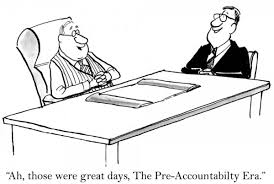 “Ah, those were great days, The Pre-Accountabilty Era.”